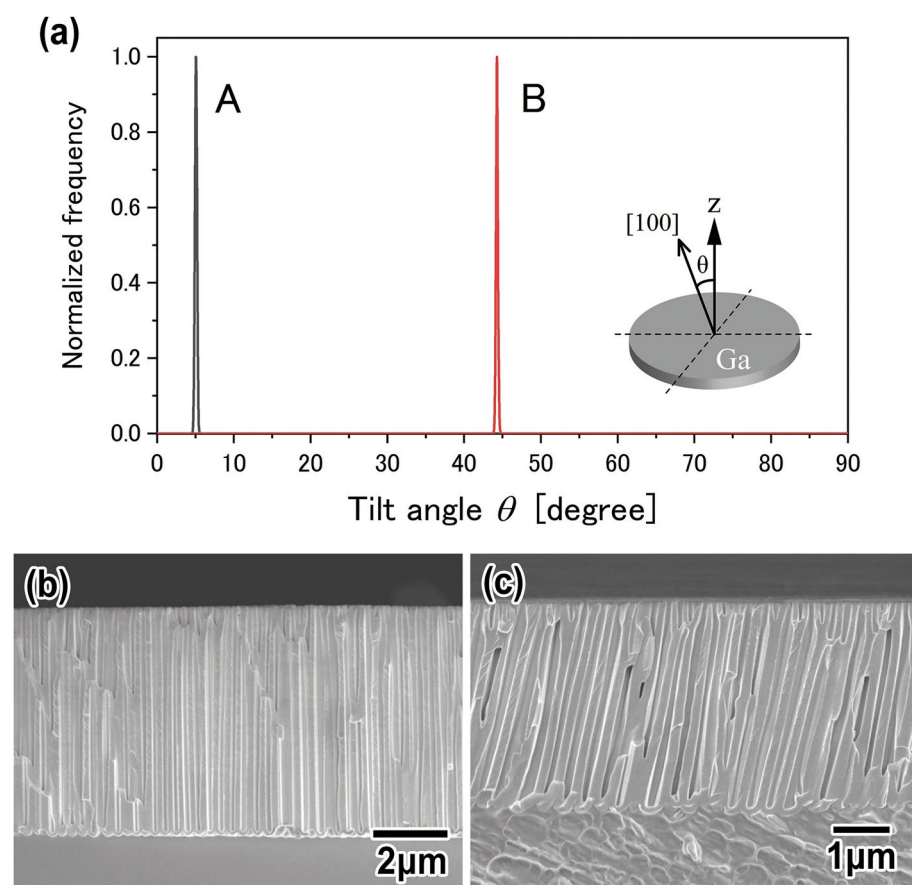 (a)
Normalized frequency
1.0
0.8
0.6
0.4
0.2
0.0
A
B
[100]
z
θ
Ga
0 10 20 30 40 50 60 70 80 90
Tilt angle θ [degree]
(b)
2μm
(c)
1μm